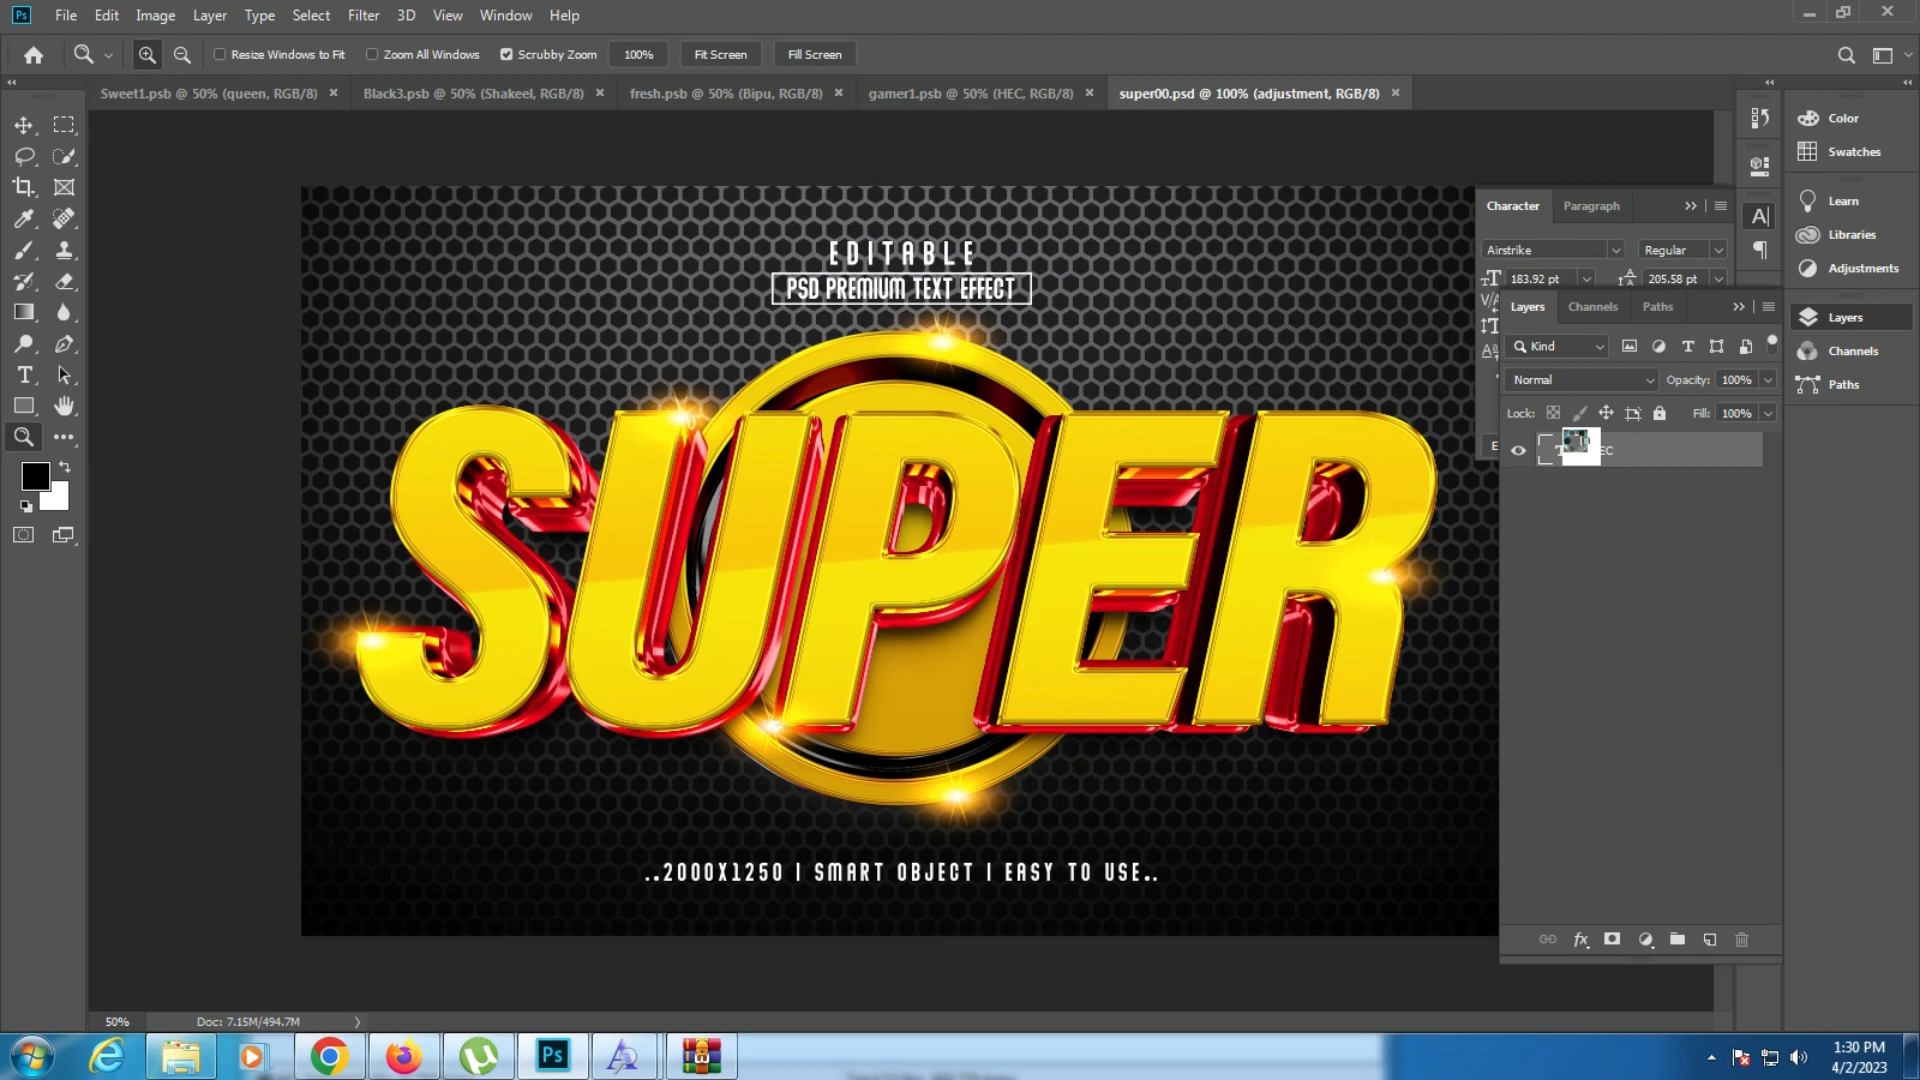 Ps File Edit Image Layer Type Select Filter 3D View Window Help
Resize Windows to Fit Zoom All Windows Scrubby Zoom 100% Fit Screen Fill Screen
Sweet1.psb @ 50% (queen, RGB/8) Black3.psb @ 50% (Shakeel, RGB/8) fresh.psb @ 50% (Bipu, RGB/8) gamer1.psb @ 50% (HEC, RGB/8) super00.psd @ 100% (adjustment, RGB/8)
Color
Swatches
Learn
Libraries
Adjustments
Layers
Channels
Paths
Character Paragraph
Airstrike Regular
183.92 pt 205.58 pt
Layers Channels Paths
Kind
Normal Opacity: 100%
Lock: Fill: 100%
EC
EDITABLE
PSD PREMIUM TEXT EFFECT
SUPER
..2000X1250 | SMART OBJECT | EASY TO USE..
fx
50% Doc: 7.15M/494.7M
Ps
1:30 PM
4/2/2023